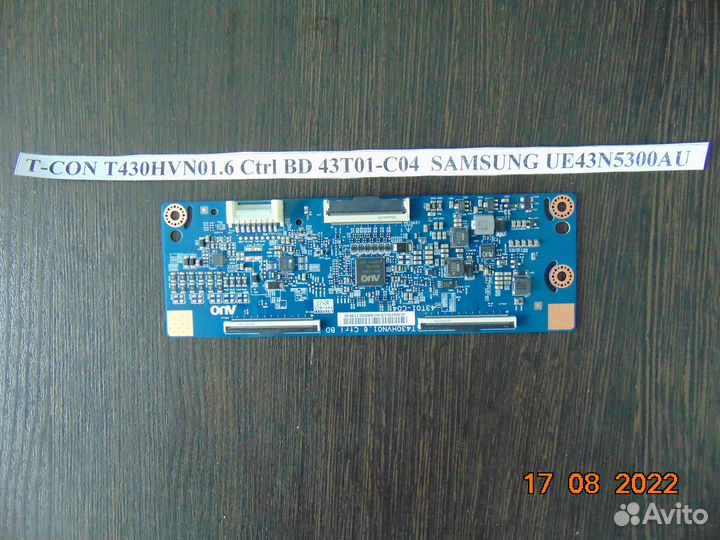 T-CON T430HVN01.6 Ctrl BD 43T01-C04 SAMSUNG UE43N5300AU
AUO
AUO
43T01-C04
T430HVN01.6 Ctrl BD
17 08 2022
Avito